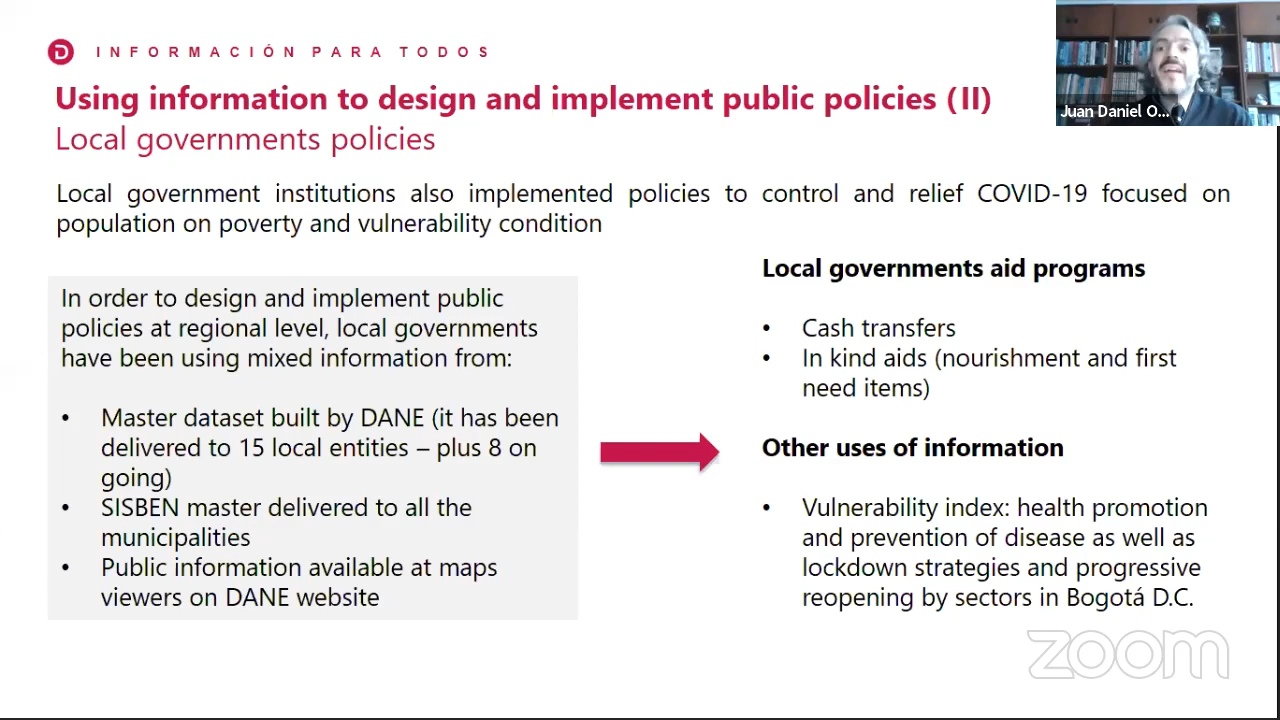 INFORMACIÓN PARA TODOS
Using information to design and implement public policies (II)
Local governments policies
Juan Daniel O...
Local government institutions also implemented policies to control and relief COVID-19 focused on
population on poverty and vulnerability condition
In order to design and implement public
policies at regional level, local governments
have been using mixed information from:
• Master dataset built by DANE (it has been
delivered to 15 local entities – plus 8 on
going)
• SISBEN master delivered to all the
municipalities
• Public information available at maps
viewers on DANE website
Local governments aid programs
• Cash transfers
• In kind aids (nourishment and first
need items)
Other uses of information
• Vulnerability index: health promotion
and prevention of disease as well as
lockdown strategies and progressive
reopening by sectors in Bogotá D.C.
zoom